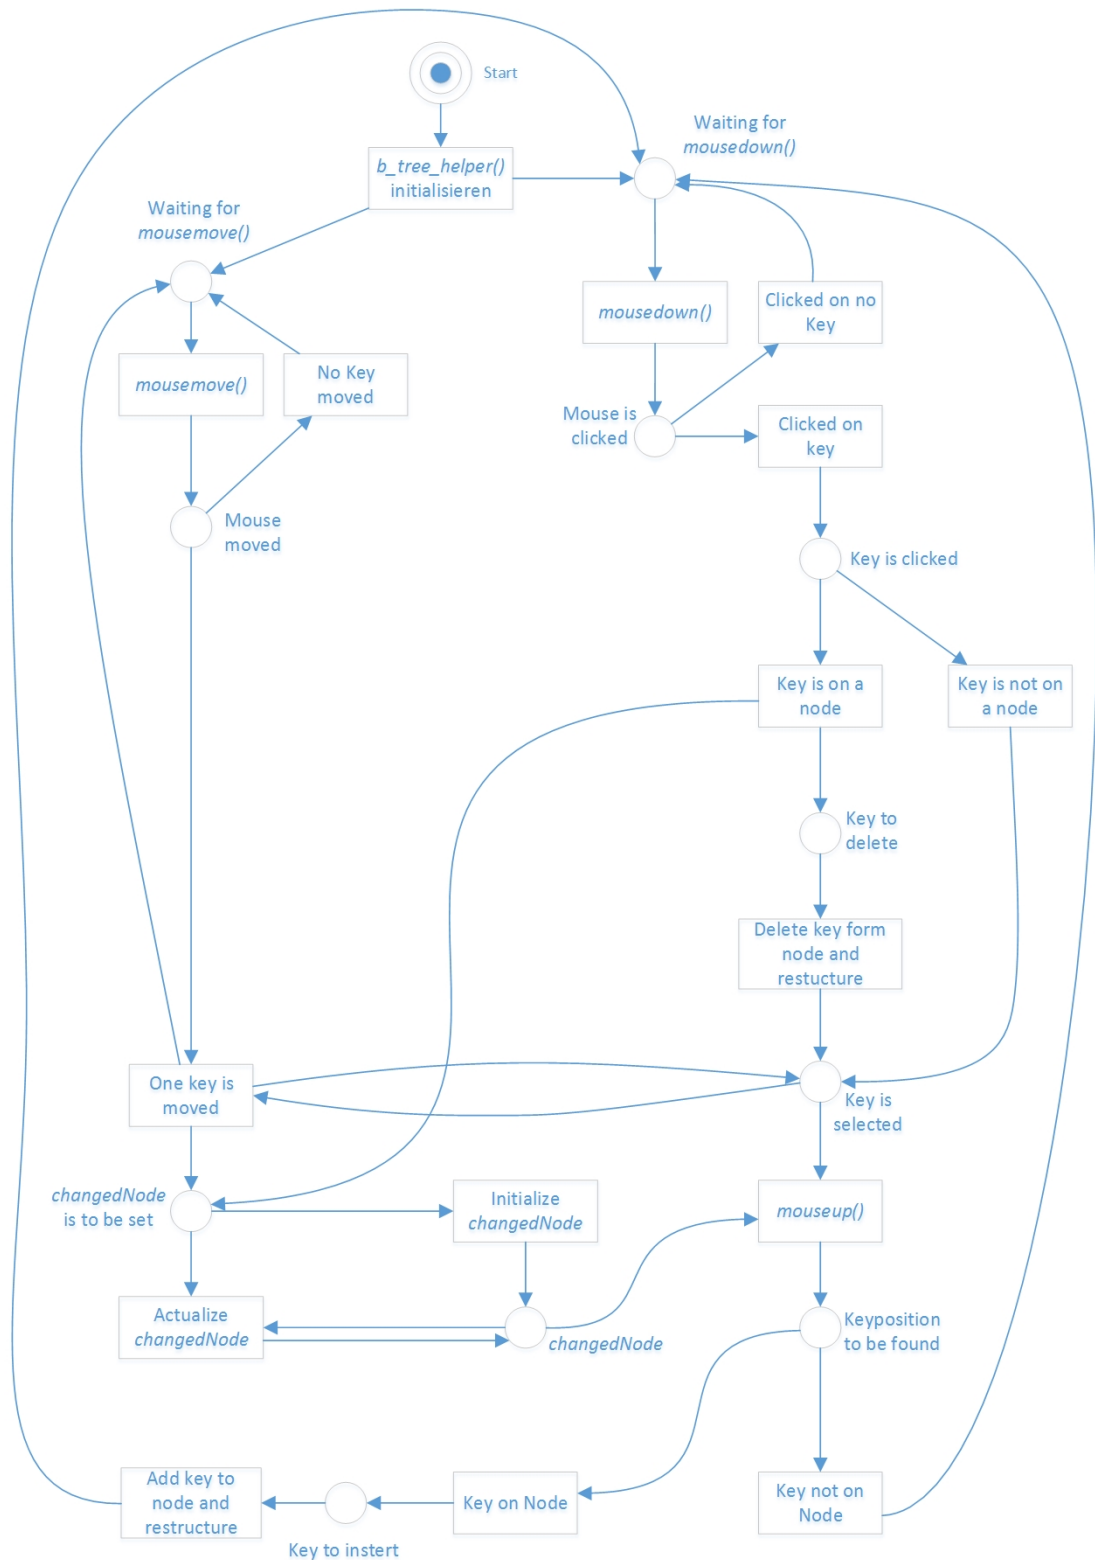 Start
Waiting for
mousedown()
b_tree_helper()
initialisieren
Waiting for
mousemove()
mousedown()
Clicked on no
Key
mousemove()
No Key
moved
Mouse is
clicked
Clicked on
key
Mouse
moved
Key is clicked
Key is on a
node
Key is not on
a node
Key to
delete
Delete key form
node and
restucture
One key is
moved
Key is
selected
changedNode
is to be set
Initialize
changedNode
mouseup()
Actualize
changedNode
changedNode
Keyposition
to be found
Add key to
node and
restructure
Key to instert
Key on Node
Key not on
Node